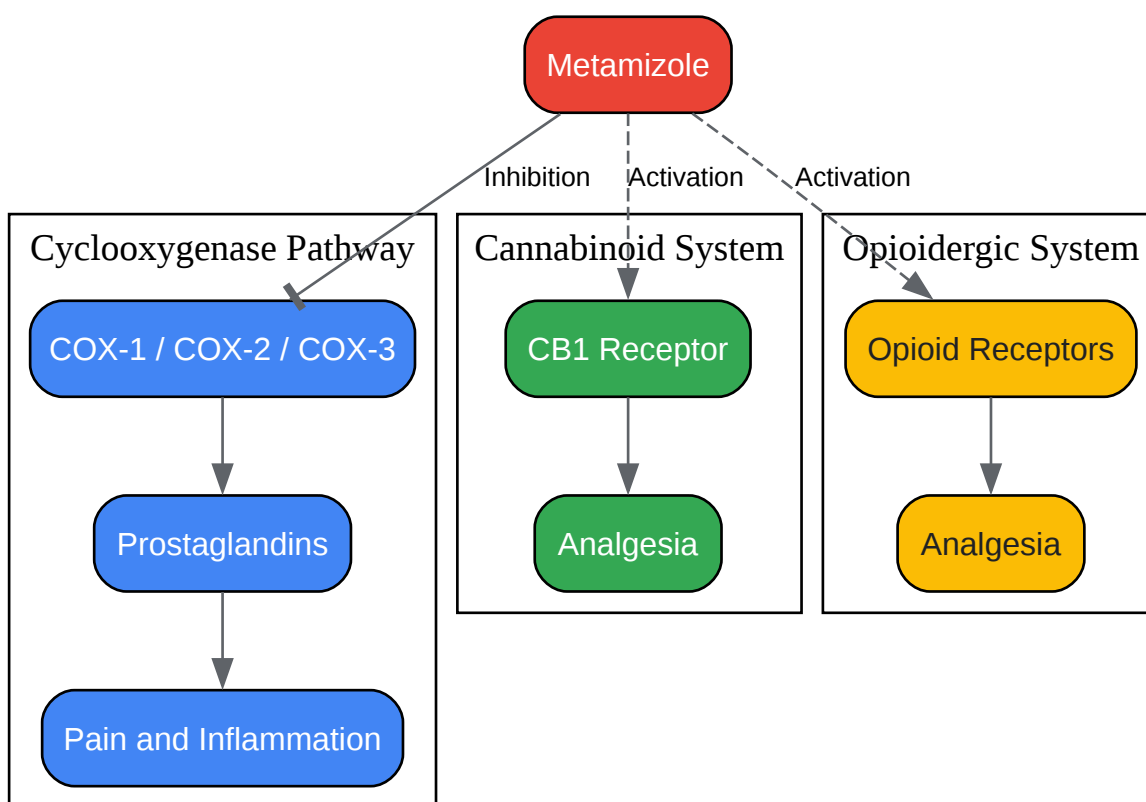 Metamizole
Inhibition
Activation
Activation
Cyclooxygenase Pathway
Cannabinoid System
Opioidergic System
COX-1 / COX-2 / COX-3
CB1 Receptor
Opioid Receptors
Prostaglandins
Analgesia
Analgesia
Pain and Inflammation